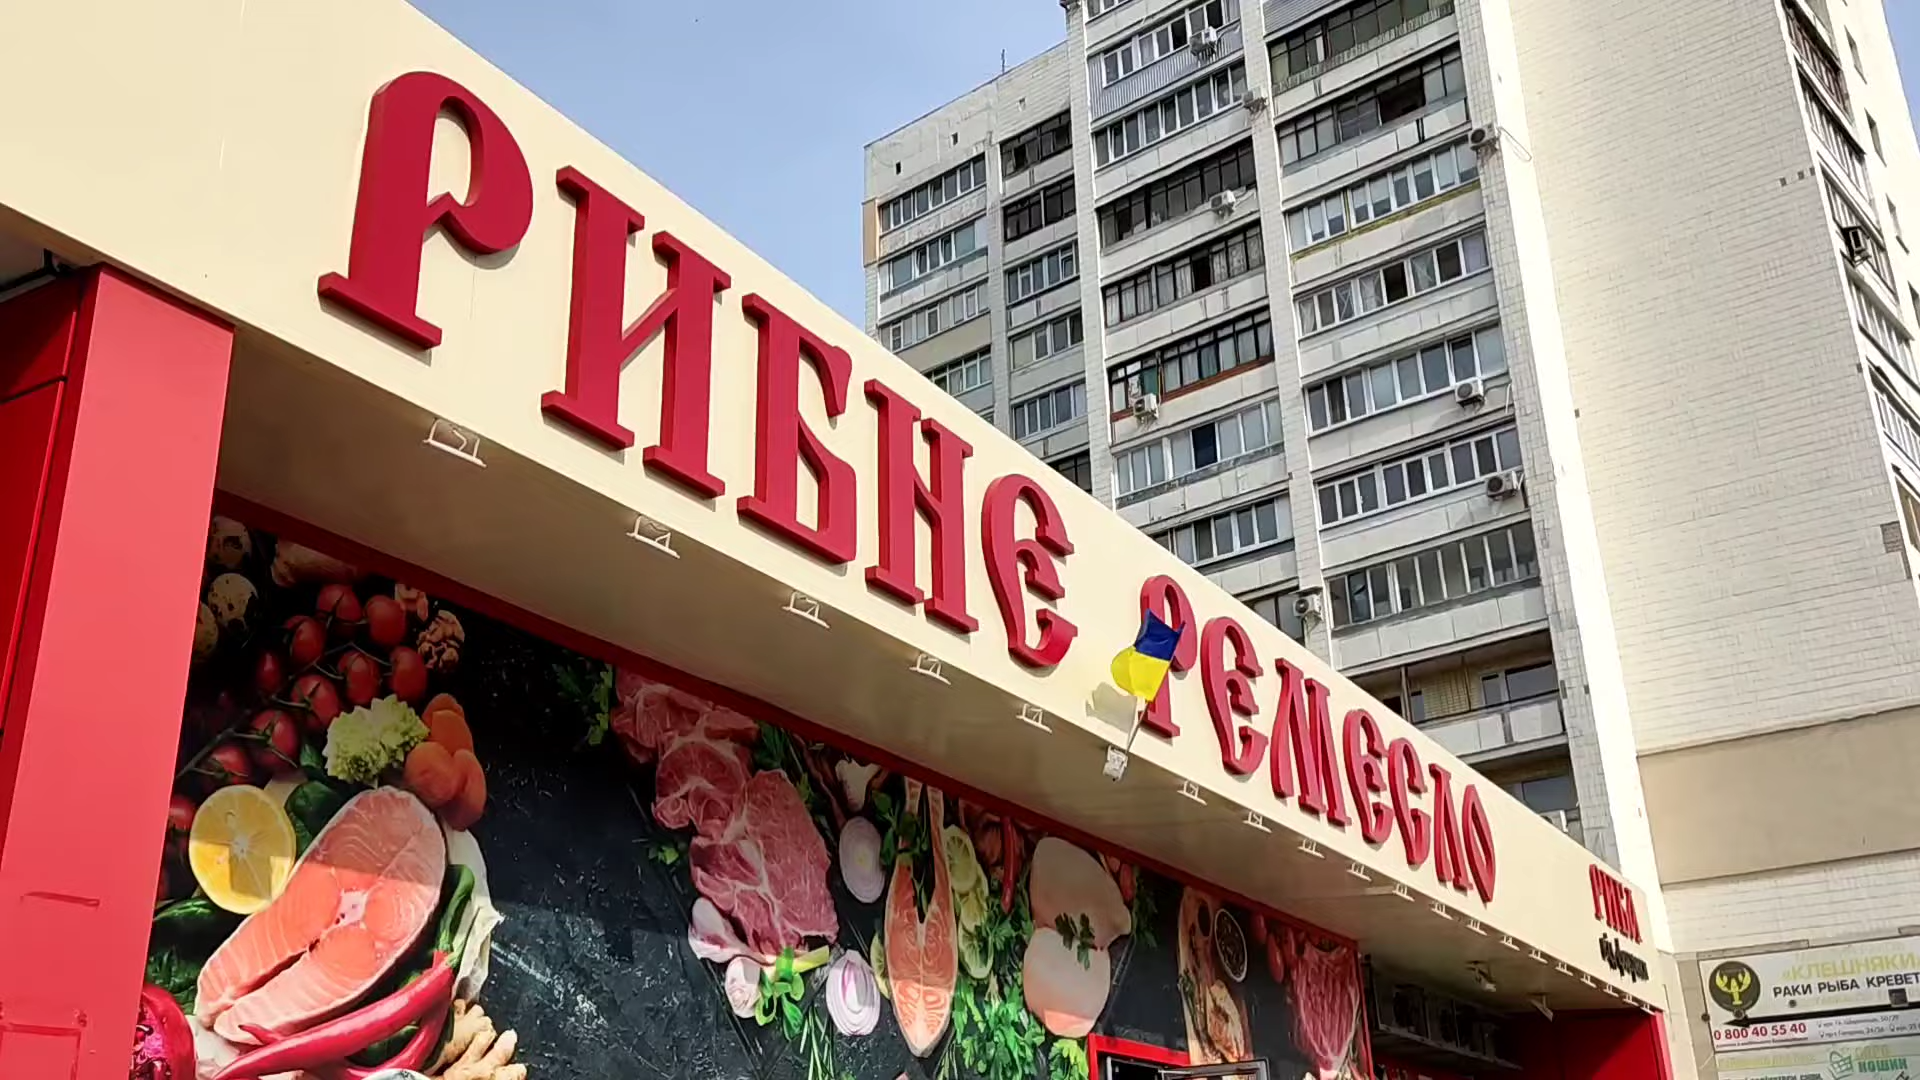 РИБНЕ РЕМЕСЛО
РИБА
«КЛЕШНЯКИ»
РАКИ РЫБА КРЕВЕТ
0 800 40 55 40